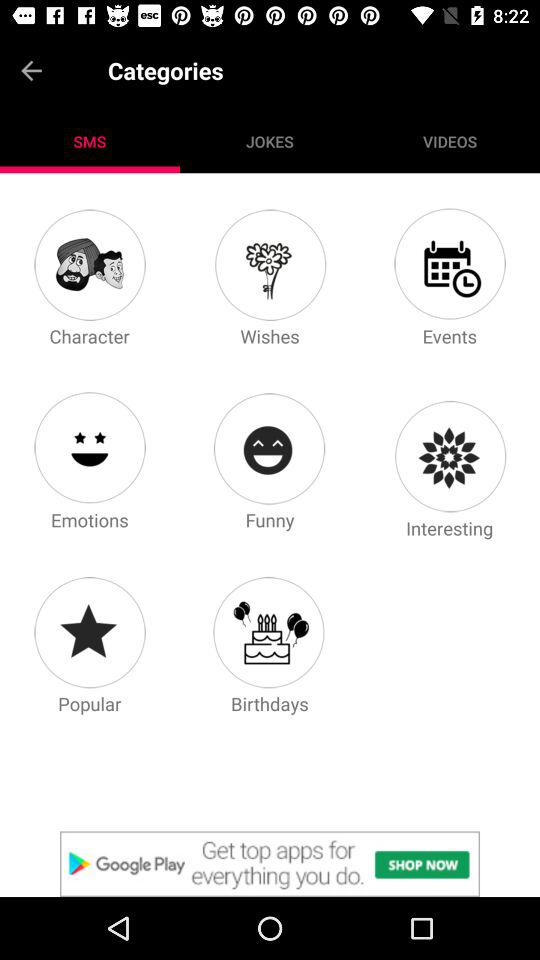 esc 8:22
Categories
SMS JOKES VIDEOS
Character Wishes Events
Emotions Funny Interesting
Popular Birthdays
Google Play Get top apps for everything you do. SHOP NOW